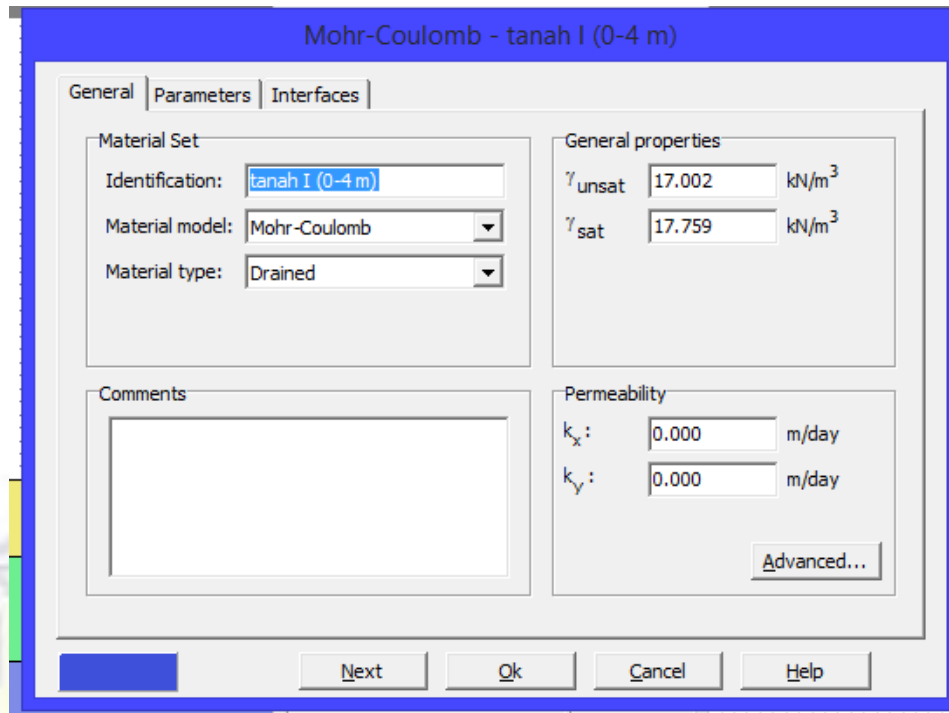 Mohr-Coulomb - tanah I (0-4 m)
General Parameters Interfaces
Material Set
Identification: tanah I (0-4 m)
Material model: Mohr-Coulomb
Material type: Drained
General properties
γunsat 17.002 kN/m³
γsat 17.759 kN/m³
Comments
Permeability
kx : 0.000 m/day
ky : 0.000 m/day
Advanced...
Next Ok Cancel Help